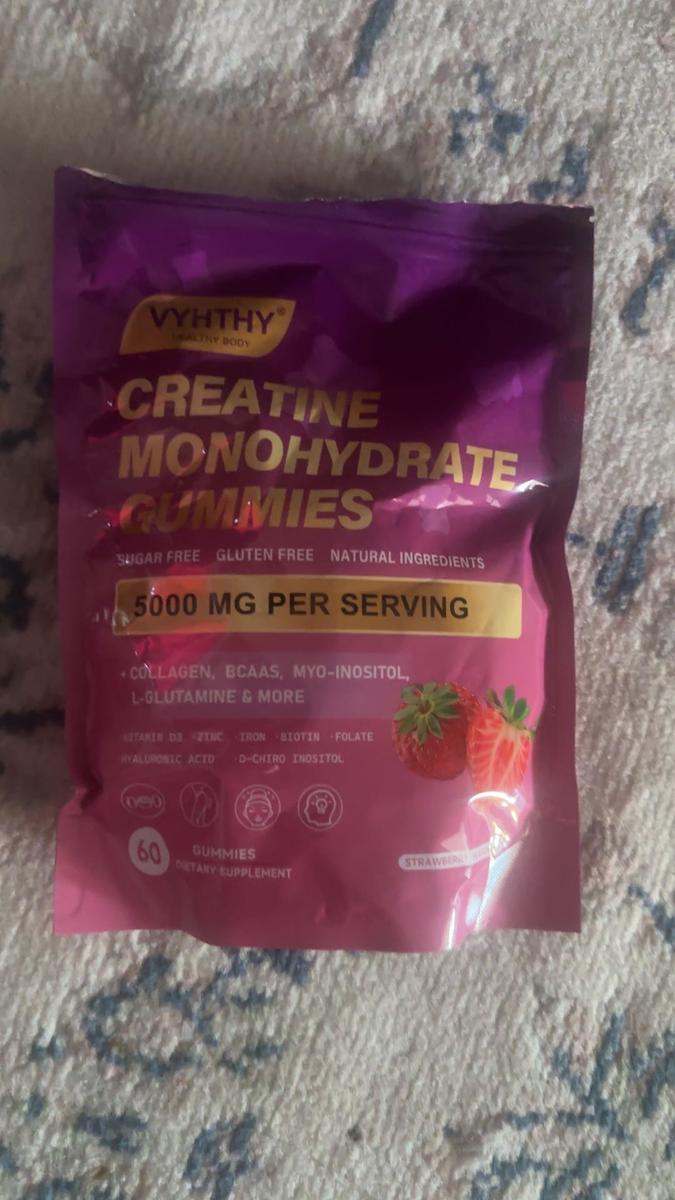 VYHTHY®
HEALTHY BODY
CREATINE
MONOHYDRATE
GUMMIES
SUGAR FREE GLUTEN FREE NATURAL INGREDIENTS
5000 MG PER SERVING
+COLLAGEN, BCAAS, MYO-INOSITOL,
L-GLUTAMINE & MORE
·VITAMIN D3 ·ZINC ·IRON ·BIOTIN ·FOLATE
HYALURONIC ACID ·D-CHIRO INOSITOL
60
GUMMIES
DIETARY SUPPLEMENT
STRAWBERRY